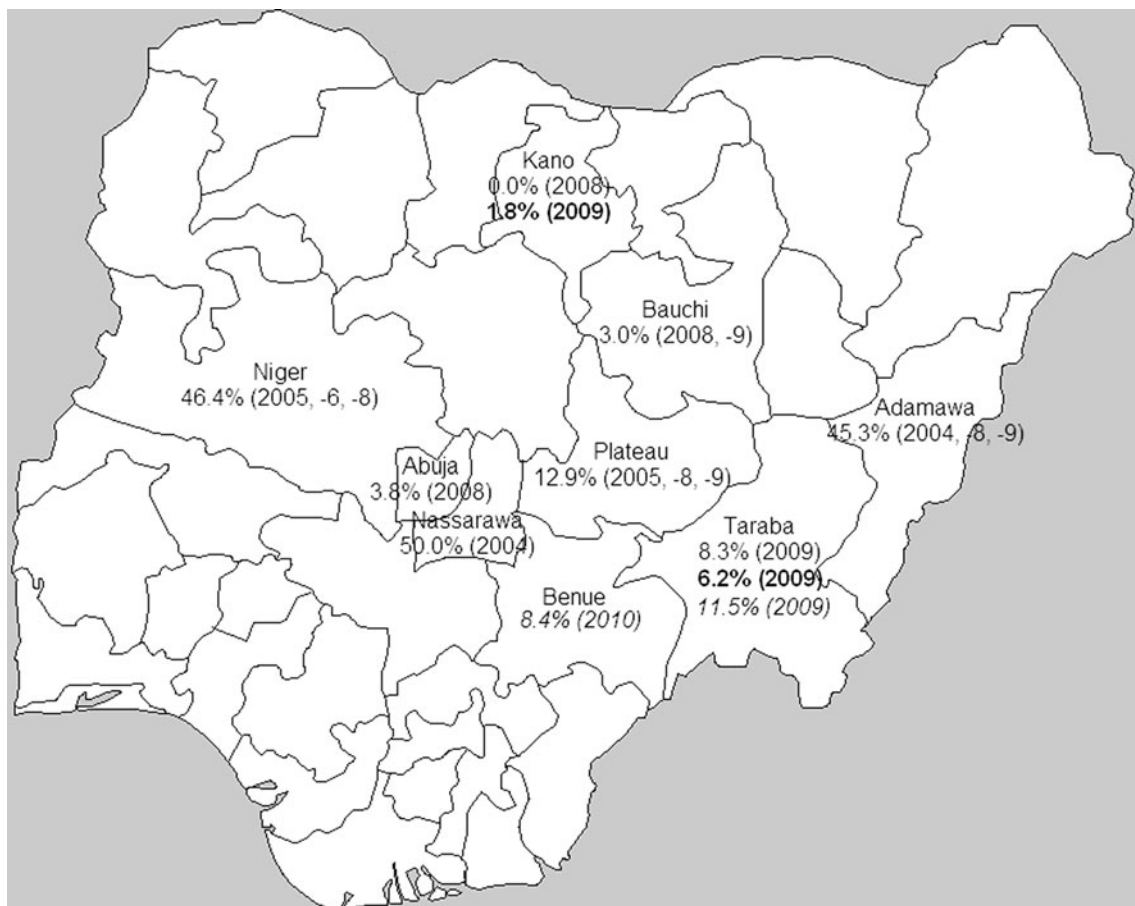 Kano
0.0% (2008)
1.8% (2009)
Bauchi
3.0% (2008, -9)
Niger
46.4% (2005, -6, -8)
Adamawa
45.3% (2004, -8, -9)
Plateau
12.9% (2005, -8, -9)
Abuja
3.8% (2008)
Nassarawa
50.0% (2004)
Taraba
8.3% (2009)
6.2% (2009)
11.5% (2009)
Benue
8.4% (2010)